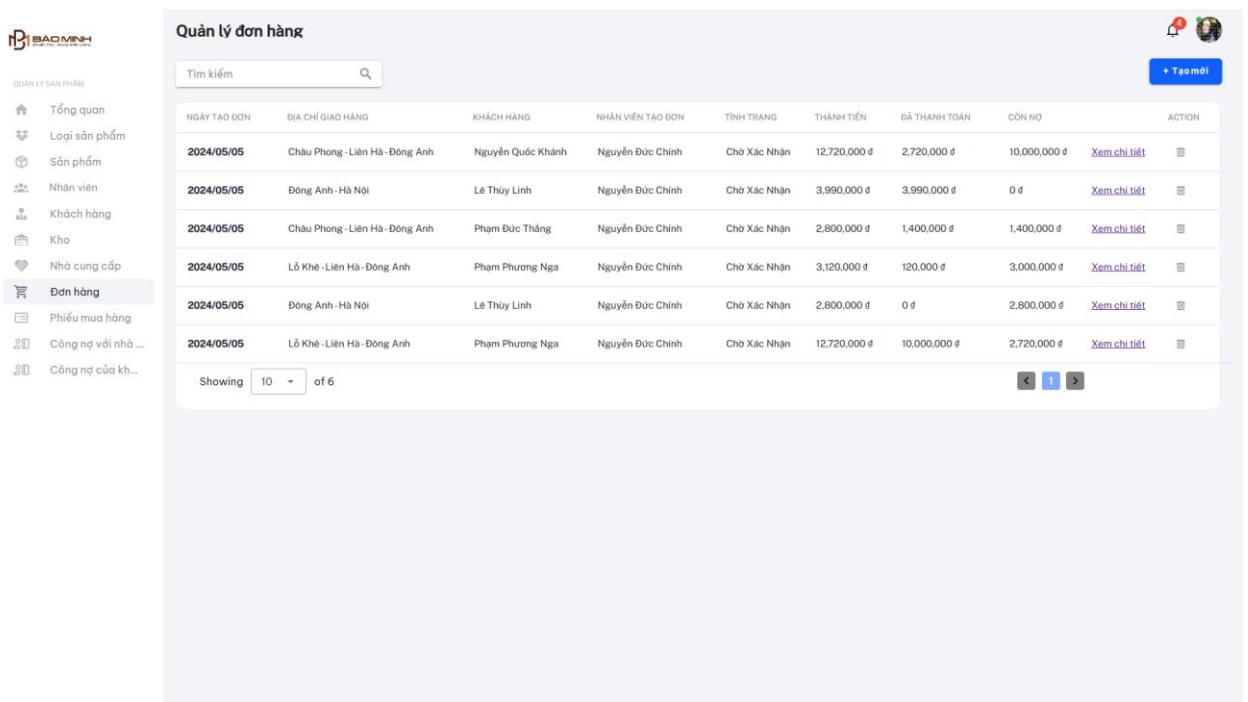 Quản lý đơn hàng
4
BAO MINH
Tìm kiếm
+ Tạo mới
QUẢN LÝ SẢN PHẨM
Tổng quan
Loại sản phẩm
Sản phẩm
Nhân viên
Khách hàng
Kho
Nhà cung cấp
Đơn hàng
Phiếu mua hàng
Công nợ với nhà ...
Công nợ của kh...
NGÀY TẠO ĐƠN ĐỊA CHỈ GIAO HÀNG KHÁCH HÀNG NHÂN VIÊN TẠO ĐƠN TÌNH TRẠNG THÀNH TIỀN ĐÃ THANH TOÁN CÒN NỢ ACTION
2024/05/05 Châu Phong - Liên Hà - Đông Anh Nguyễn Quốc Khánh Nguyễn Đức Chính Chờ Xác Nhận 12,720,000 đ 2,720,000 đ 10,000,000 đ Xem chi tiết
2024/05/05 Đông Anh - Hà Nội Lê Thùy Linh Nguyễn Đức Chính Chờ Xác Nhận 3,990,000 đ 3,990,000 đ 0 đ Xem chi tiết
2024/05/05 Châu Phong - Liên Hà - Đông Anh Phạm Đức Thắng Nguyễn Đức Chính Chờ Xác Nhận 2,800,000 đ 1,400,000 đ 1,400,000 đ Xem chi tiết
2024/05/05 Lỗ Khê - Liên Hà - Đông Anh Phạm Phương Nga Nguyễn Đức Chính Chờ Xác Nhận 3,120,000 đ 120,000 đ 3,000,000 đ Xem chi tiết
2024/05/05 Đông Anh - Hà Nội Lê Thùy Linh Nguyễn Đức Chính Chờ Xác Nhận 2,800,000 đ 0 đ 2,800,000 đ Xem chi tiết
2024/05/05 Lỗ Khê - Liên Hà - Đông Anh Phạm Phương Nga Nguyễn Đức Chính Chờ Xác Nhận 12,720,000 đ 10,000,000 đ 2,720,000 đ Xem chi tiết
Showing 10 of 6
1